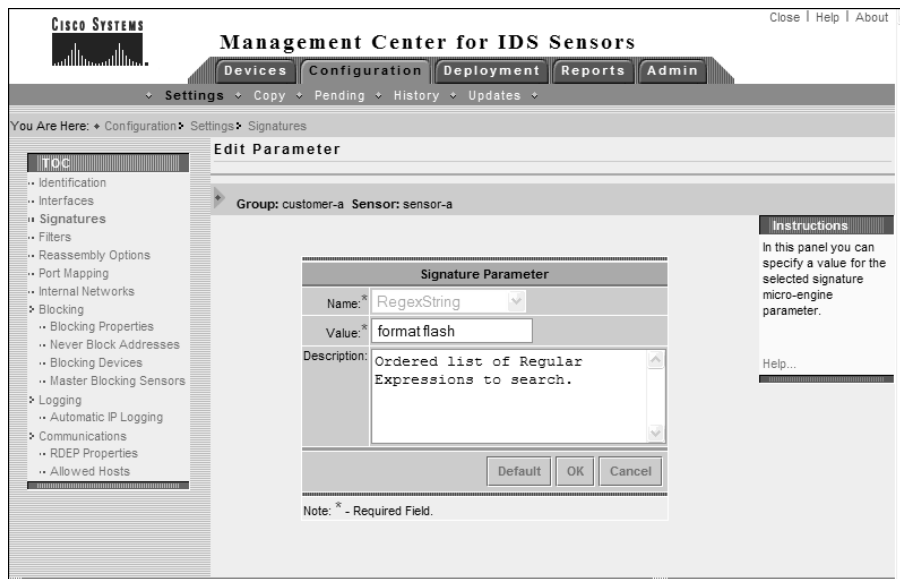 Close | Help | About
CISCO SYSTEMS
Management Center for IDS Sensors
Devices Configuration Deployment Reports Admin
Settings Copy Pending History Updates
You Are Here: Configuration Settings Signatures
Edit Parameter
TOC
Identification
Interfaces
Signatures
Filters
Reassembly Options
Port Mapping
Internal Networks
Blocking
Blocking Properties
Never Block Addresses
Blocking Devices
Master Blocking Sensors
Logging
Automatic IP Logging
Communications
RDEP Properties
Allowed Hosts
Group: customer-a Sensor: sensor-a
Signature Parameter
Name:* RegexString
Value:* format flash
Description: Ordered list of Regular
Expressions to search.
Default OK Cancel
Note: * - Required Field.
Instructions
In this panel you can
specify a value for the
selected signature
micro-engine
parameter.
Help...